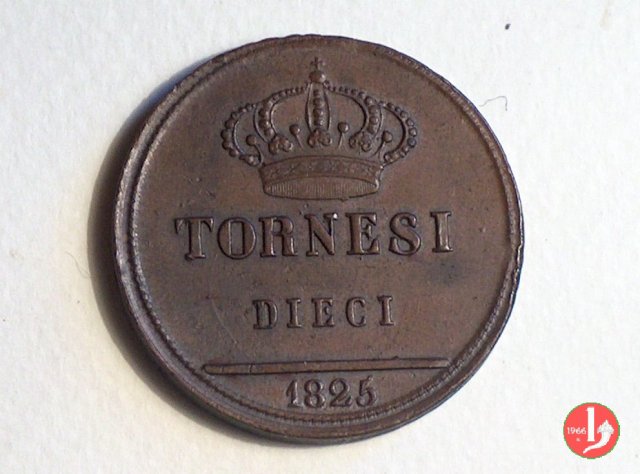 TORNESI
DIECI
1825
1966